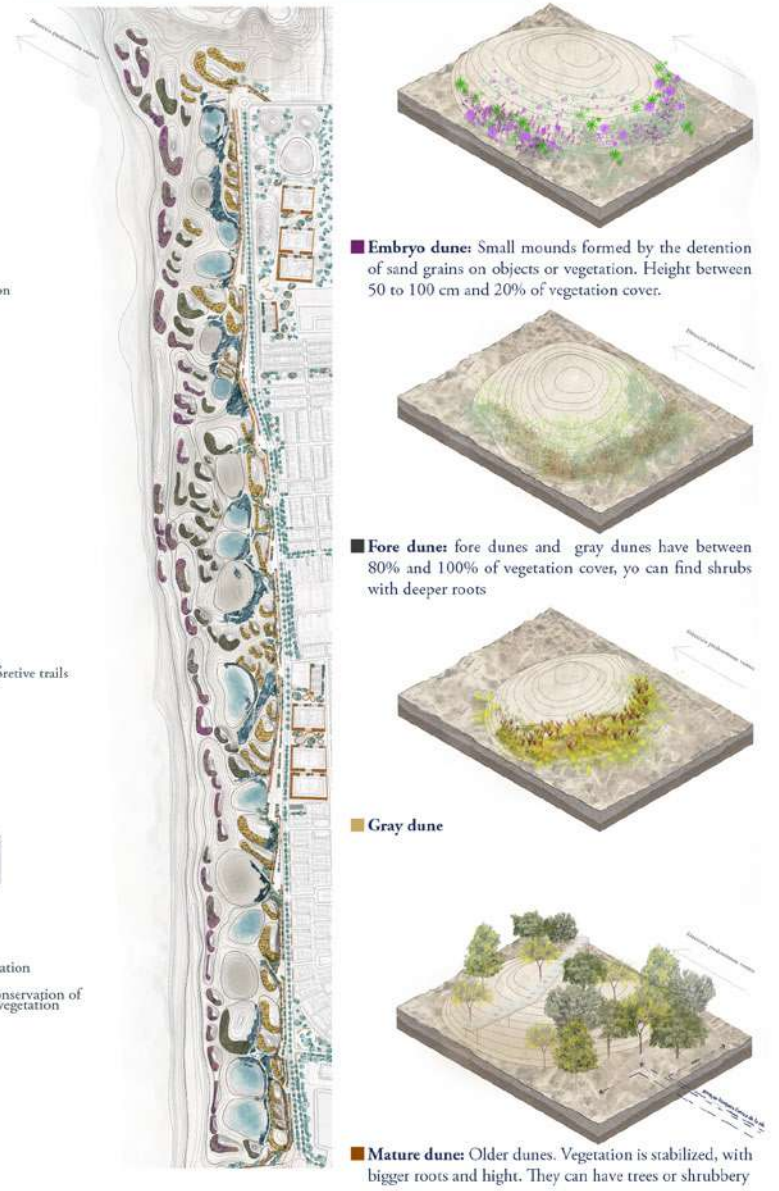 on
Embryo dune: Small mounds formed by the detention
of sand grains on objects or vegetation. Height between
50 to 100 cm and 20% of vegetation cover.
Fore dune: fore dunes and gray dunes have between
80% and 100% of vegetation cover, yo can find shrubs
with deeper roots
retive trails
Gray dune
ation
nservation of
vegetation
Mature dune: Older dunes. Vegetation is stabilized, with
bigger roots and hight. They can have trees or shrubbery